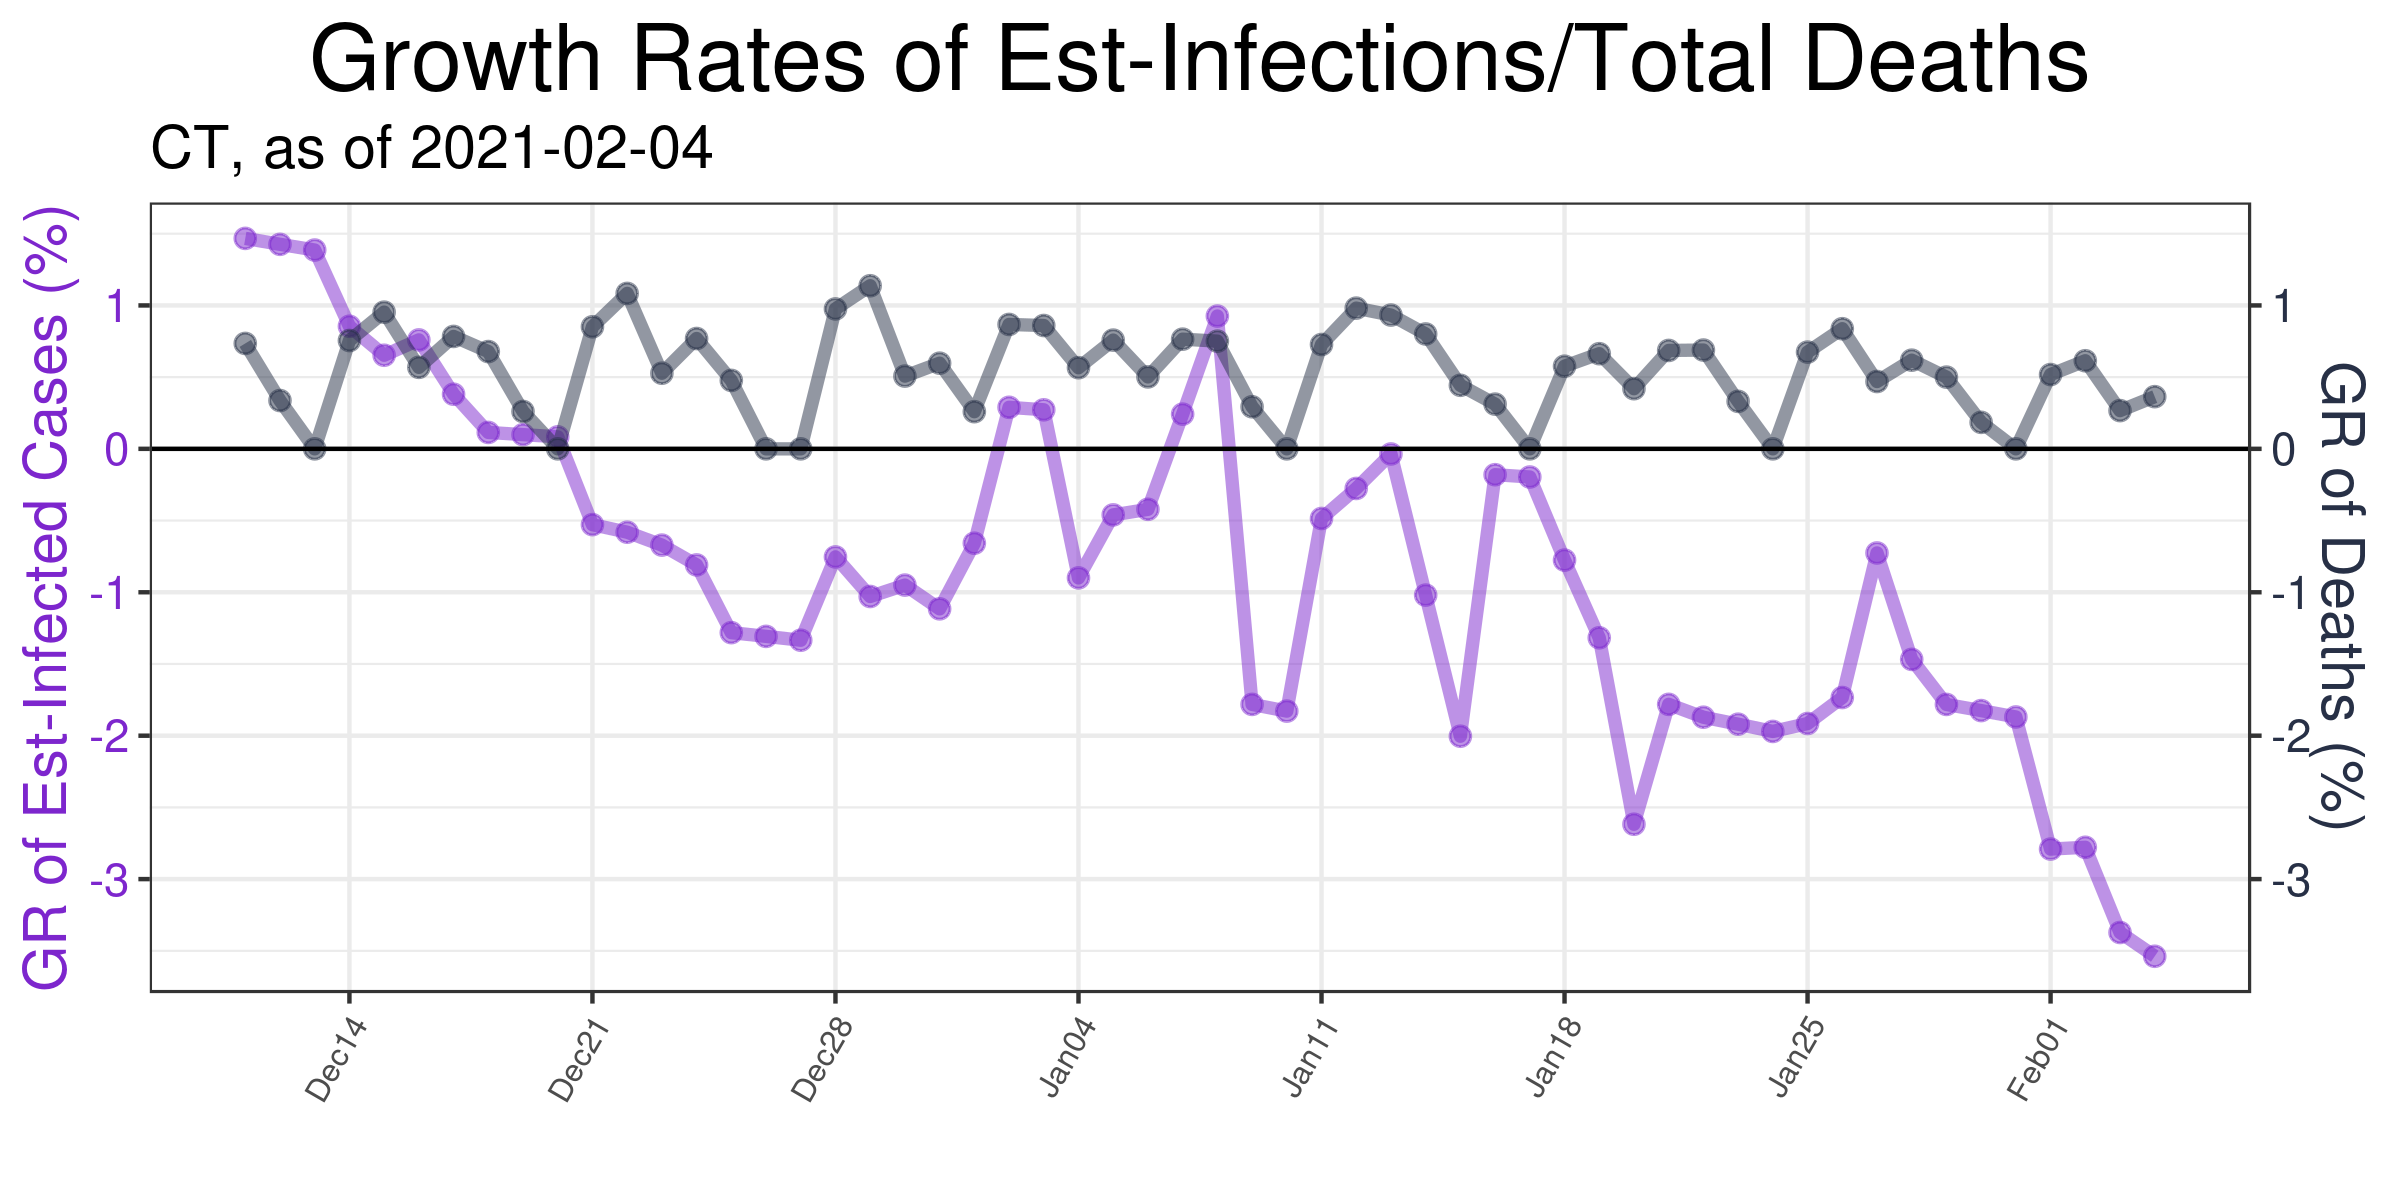 Growth Rates of Est-Infections/Total Deaths
CT, as of 2021-02-04
GR of Est-Infected Cases (%)
1
0
-1
-2
-3
1
0
-1
-2
-3
GR of Deaths (%)
Dec14
Dec21
Dec28
Jan04
Jan11
Jan18
Jan25
Feb01